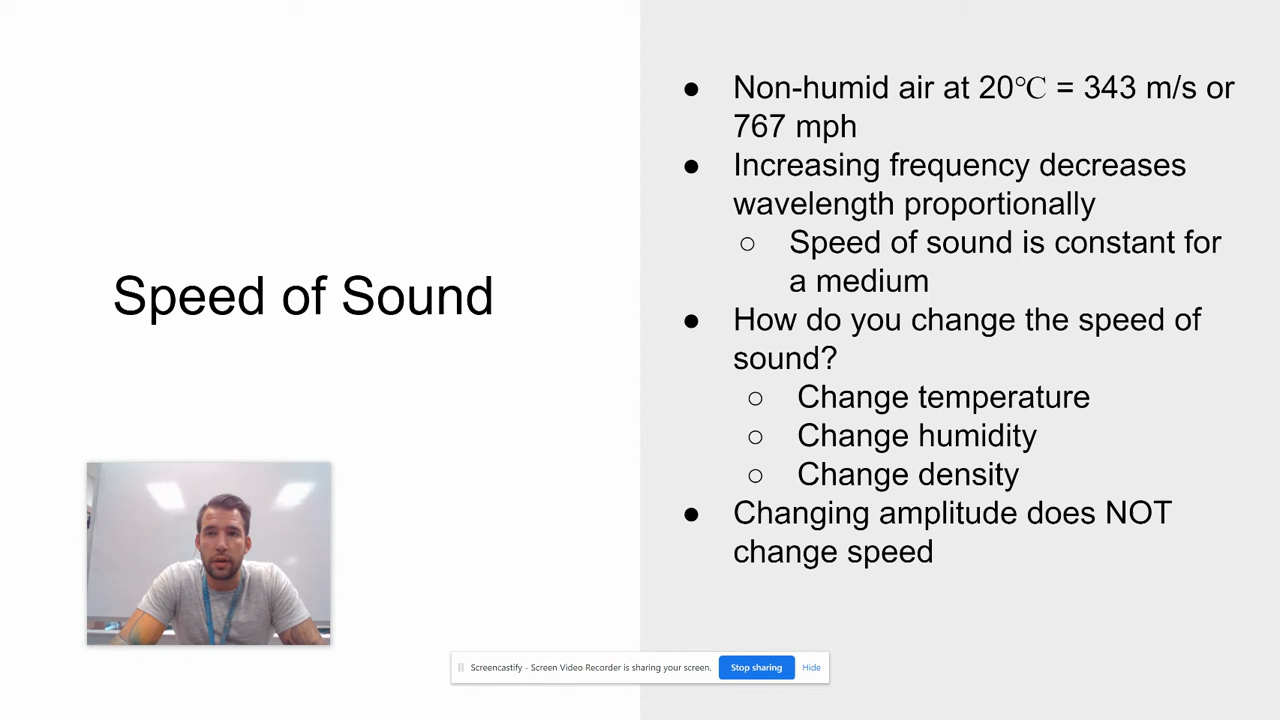 Speed of Sound
● Non-humid air at 20℃ = 343 m/s or
767 mph
● Increasing frequency decreases
wavelength proportionally
○ Speed of sound is constant for
a medium
● How do you change the speed of
sound?
○ Change temperature
○ Change humidity
○ Change density
● Changing amplitude does NOT
change speed
Screencastify - Screen Video Recorder is sharing your screen. Stop sharing Hide